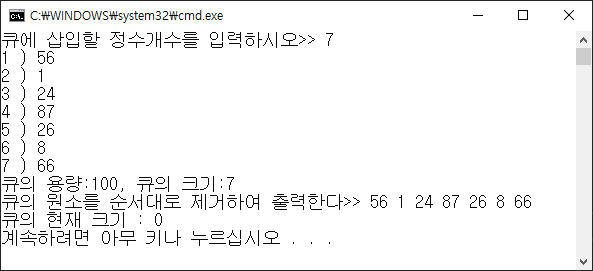 C:₩WINDOWS₩system32₩cmd.exe
큐에 삽입할 정수개수를 입력하시오>> 7
1 ) 56
2 ) 1
3 ) 24
4 ) 87
5 ) 26
6 ) 8
7 ) 66
큐의 용량:100, 큐의 크기:7
큐의 원소를 순서대로 제거하여 출력한다>> 56 1 24 87 26 8 66
큐의 현재 크기 : 0
계속하려면 아무 키나 누르십시오 . . .